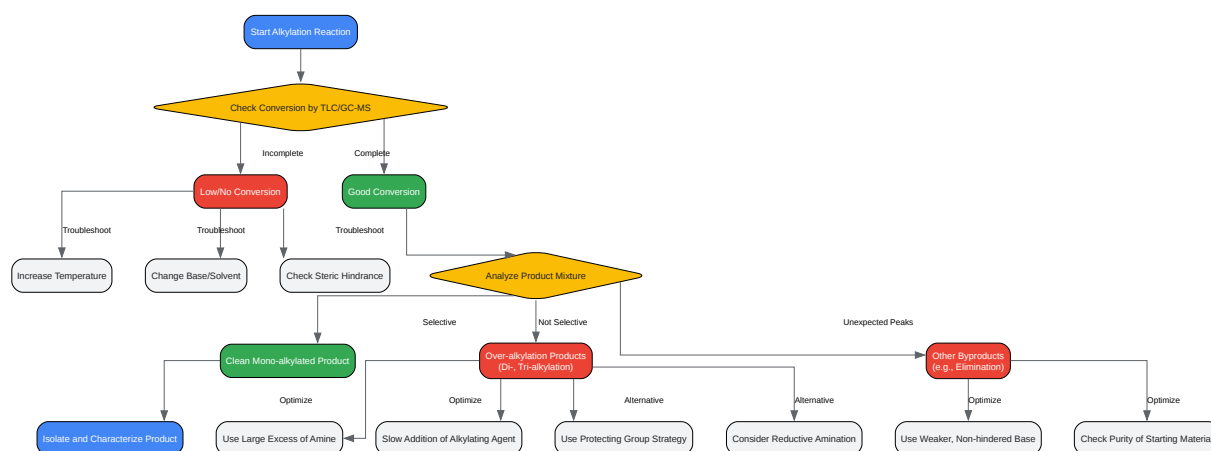 Start Alkylation Reaction
Check Conversion by TLC/GC-MS
Incomplete
Complete
Low/No Conversion
Good Conversion
Troubleshoot
Troubleshoot
Troubleshoot
Increase Temperature
Change Base/Solvent
Check Steric Hindrance
Analyze Product Mixture
Selective
Not Selective
Unexpected Peaks
Clean Mono-alkylated Product
Over-alkylation Products
(Di-, Tri-alkylation)
Other Byproducts
(e.g., Elimination)
Optimize
Optimize
Alternative
Alternative
Optimize
Optimize
Isolate and Characterize Product
Use Large Excess of Amine
Slow Addition of Alkylating Agent
Use Protecting Group Strategy
Consider Reductive Amination
Use Weaker, Non-hindered Base
Check Purity of Starting Materia